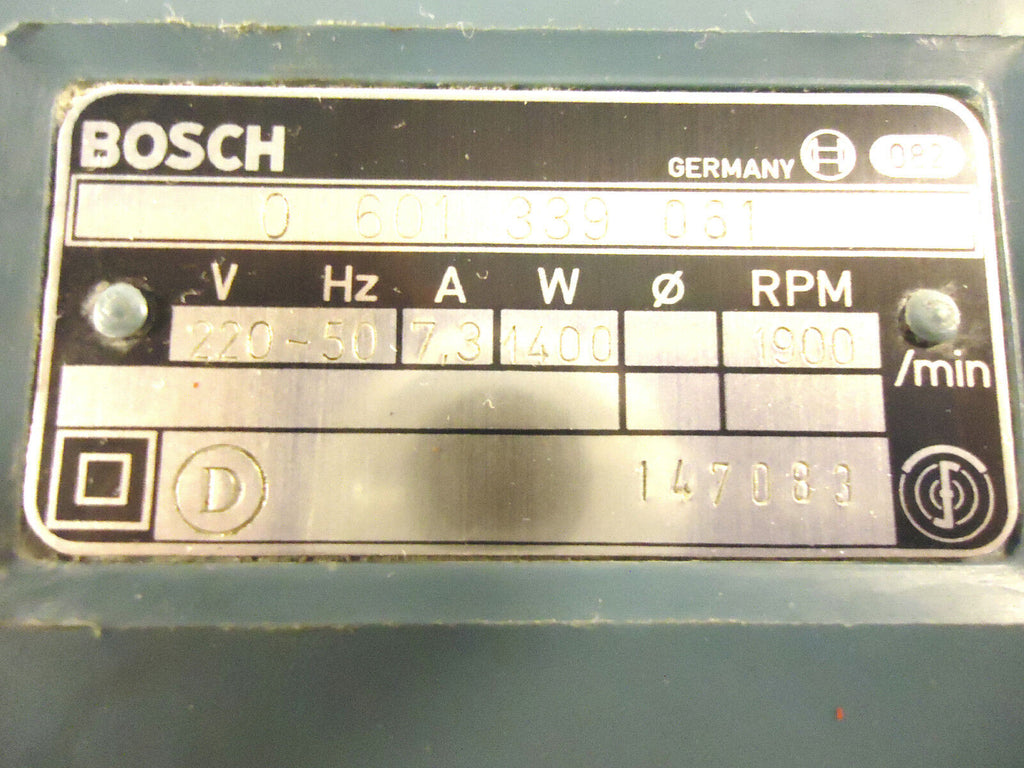 BOSCH
GERMANY 082
0 601 339 061
V Hz A W Ø RPM
220-50 7,3 1400 1900
/min
D 147083